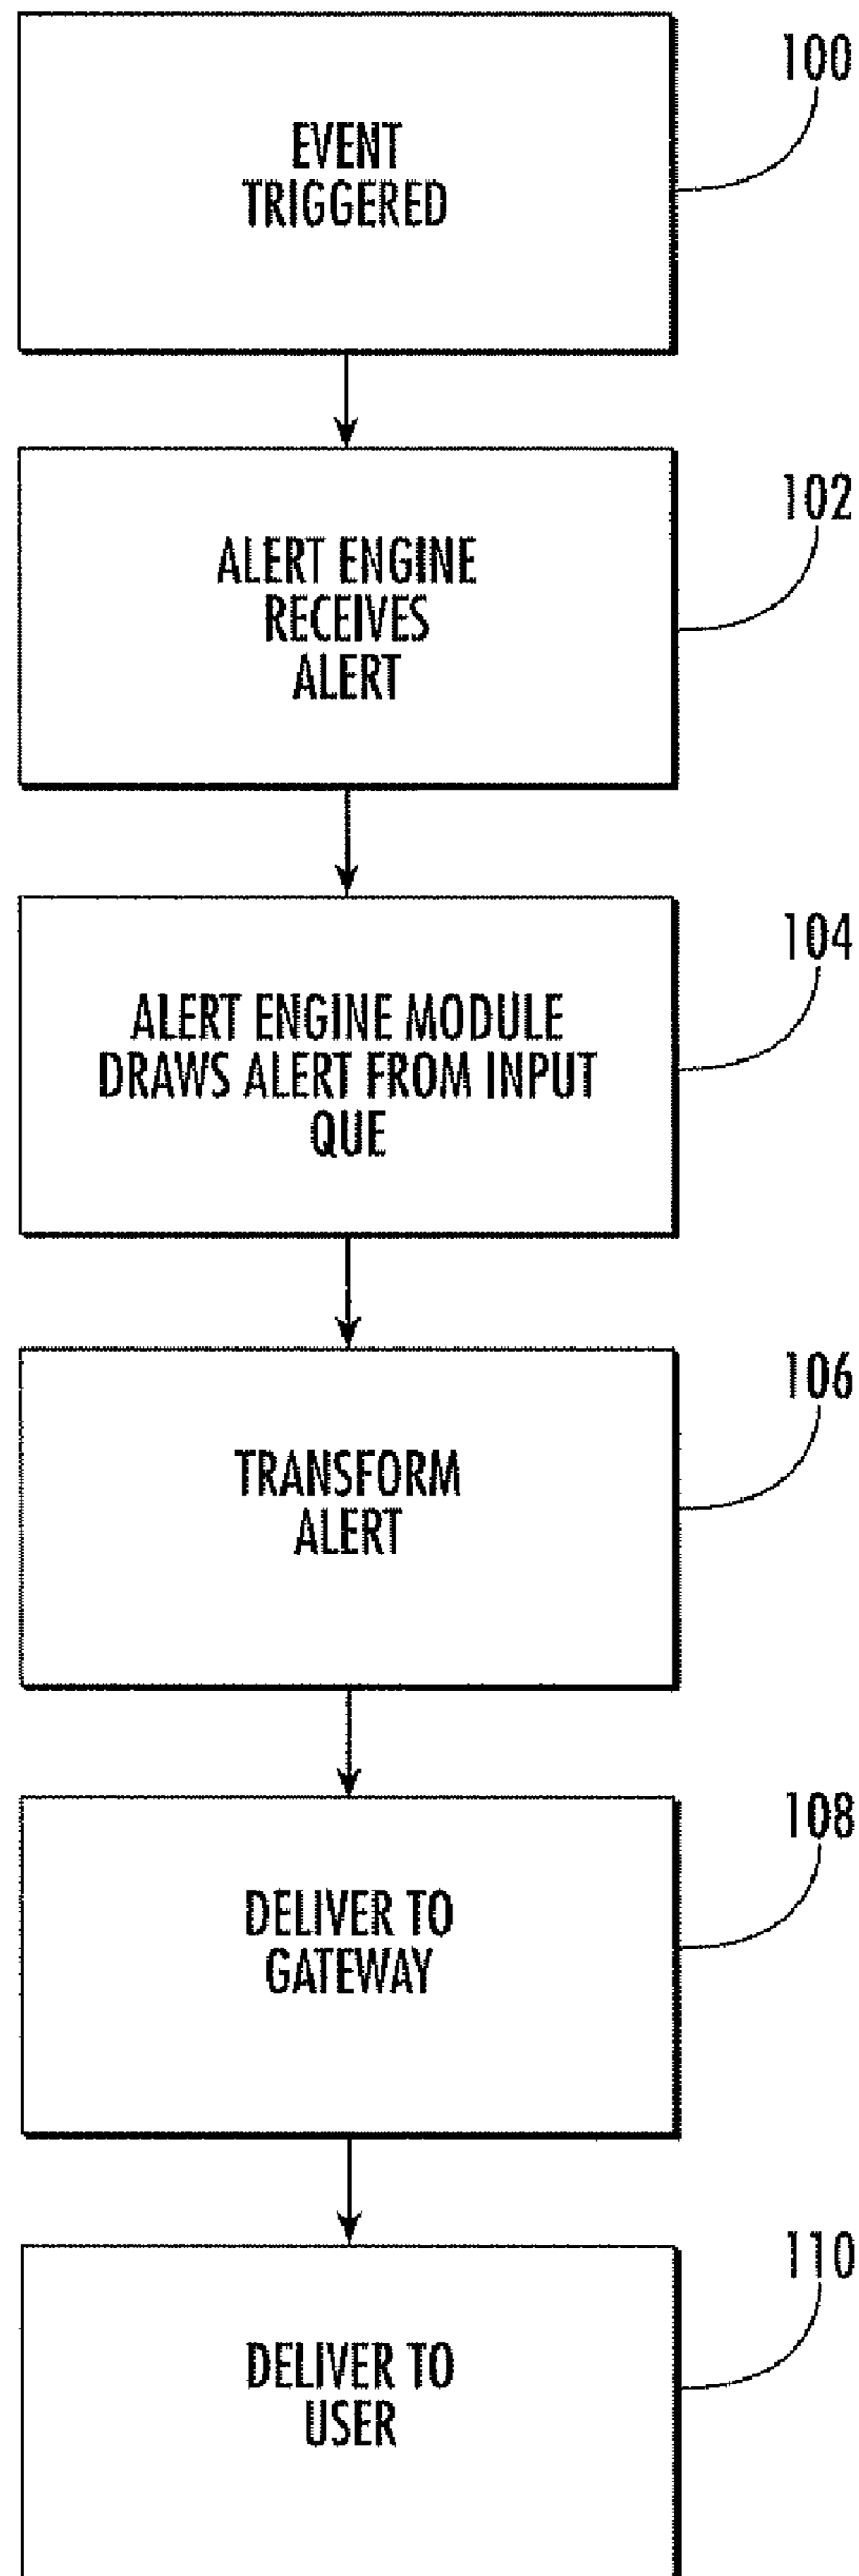 100
EVENT
TRIGGERED
102
ALERT ENGINE
RECEIVES
ALERT
104
ALERT ENGINE MODULE
DRAWS ALERT FROM INPUT
QUE
106
TRANSFORM
ALERT
108
DELIVER TO
GATEWAY
110
DELIVER TO
USER